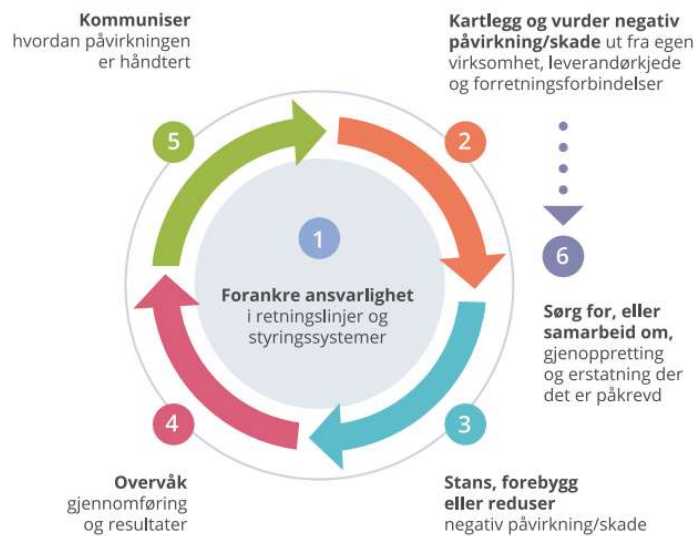 Kommuniser
hvordan påvirkningen
er håndtert
Kartlegg og vurder negativ
påvirkning/skade ut fra egen
virksomhet, leverandørkjede
og forretningsforbindelser
5
2
1
6
Forankre ansvarlighet
i retningslinjer og
styringssystemer
Sørg for, eller
samarbeid om,
gjenoppretting
og erstatning der
det er påkrevd
4
3
Overvåk
gjennomføring
og resultater
Stans, forebygg
eller reduser
negativ påvirkning/skade